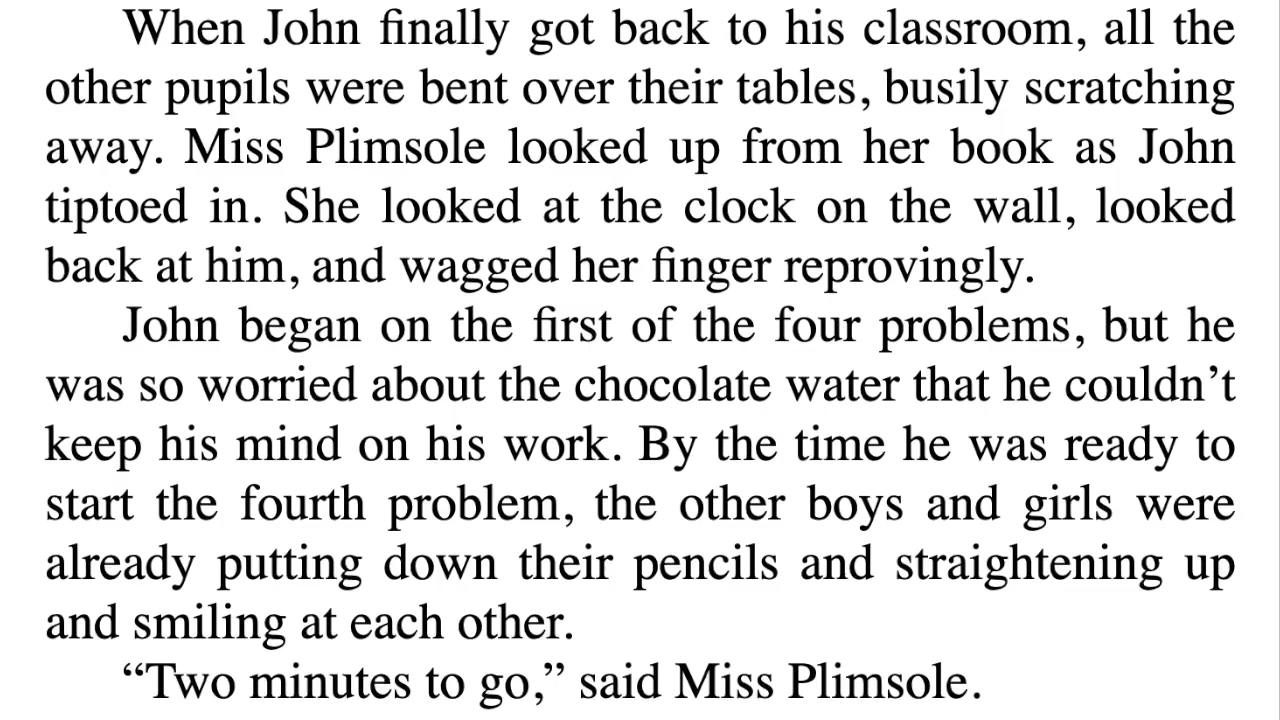 When John finally got back to his classroom, all the
other pupils were bent over their tables, busily scratching
away. Miss Plimsole looked up from her book as John
tiptoed in. She looked at the clock on the wall, looked
back at him, and wagged her finger reprovingly.
John began on the first of the four problems, but he
was so worried about the chocolate water that he couldn’t
keep his mind on his work. By the time he was ready to
start the fourth problem, the other boys and girls were
already putting down their pencils and straightening up
and smiling at each other.
“Two minutes to go,” said Miss Plimsole.